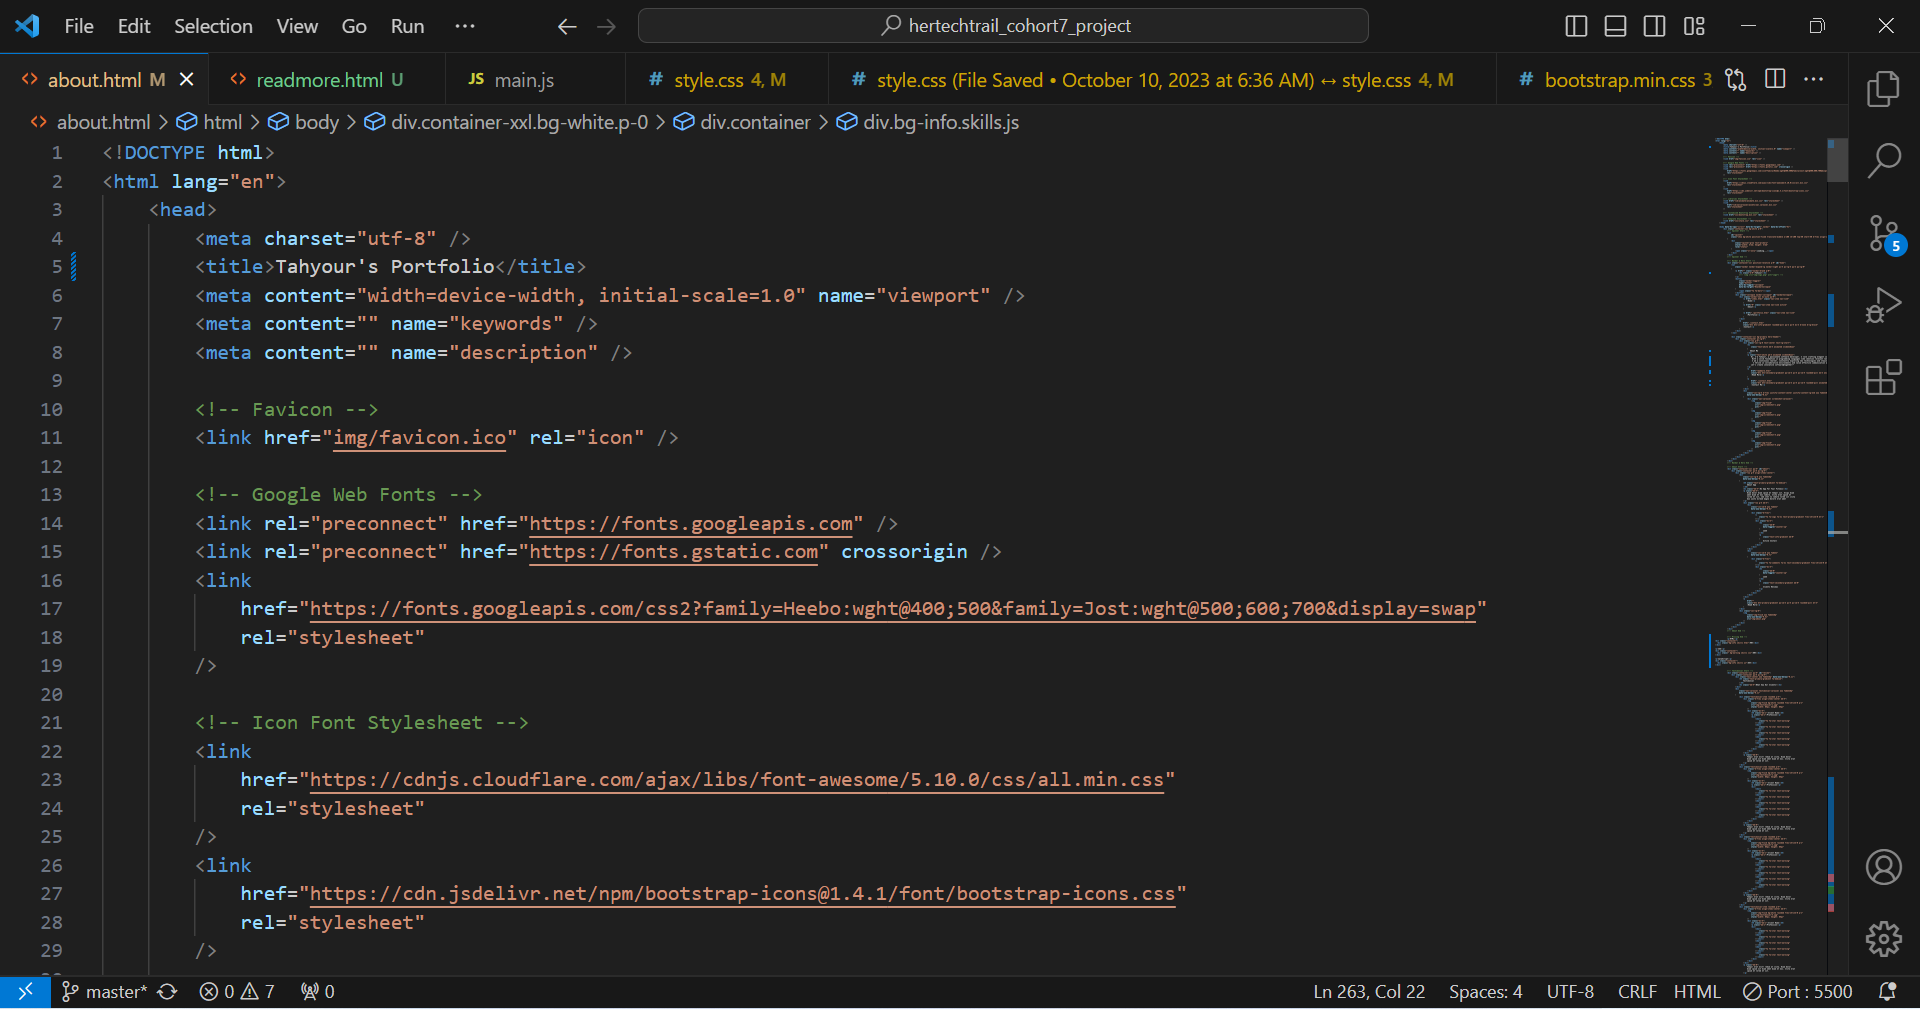 File Edit Selection View Go Run ··· hertechtrail_cohort7_project
about.html M readmore.html U JS main.js # style.css 4, M # style.css (File Saved • October 10, 2023 at 6:36 AM) ↔ style.css 4, M # bootstrap.min.css 3 ···
about.html > html > body > div.container-xxl.bg-white.p-0 > div.container > div.bg-info.skills.js
1 <!DOCTYPE html>
2 <html lang="en">
3 <head>
4 <meta charset="utf-8" />
5 <title>Tahyour's Portfolio</title>
6 <meta content="width=device-width, initial-scale=1.0" name="viewport" />
7 <meta content="" name="keywords" />
8 <meta content="" name="description" />
9
10 <!-- Favicon -->
11 <link href="img/favicon.ico" rel="icon" />
12
13 <!-- Google Web Fonts -->
14 <link rel="preconnect" href="https://fonts.googleapis.com" />
15 <link rel="preconnect" href="https://fonts.gstatic.com" crossorigin />
16 <link
17 href="https://fonts.googleapis.com/css2?family=Heebo:wght@400;500&family=Jost:wght@500;600;700&display=swap"
18 rel="stylesheet"
19 />
20
21 <!-- Icon Font Stylesheet -->
22 <link
23 href="https://cdnjs.cloudflare.com/ajax/libs/font-awesome/5.10.0/css/all.min.css"
24 rel="stylesheet"
25 />
26 <link
27 href="https://cdn.jsdelivr.net/npm/bootstrap-icons@1.4.1/font/bootstrap-icons.css"
28 rel="stylesheet"
29 />
5
master* 0 7 0 Ln 263, Col 22 Spaces: 4 UTF-8 CRLF HTML Port : 5500